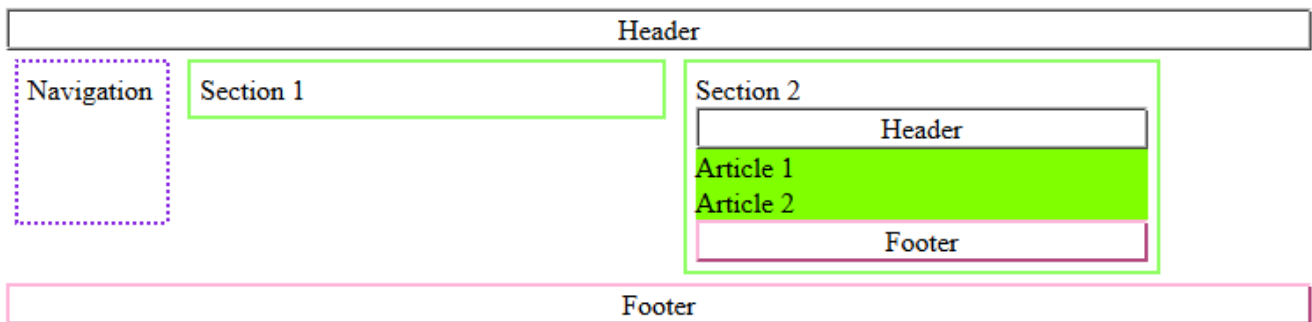 Header
Navigation
Section 1
Section 2
Header
Article 1
Article 2
Footer
Footer